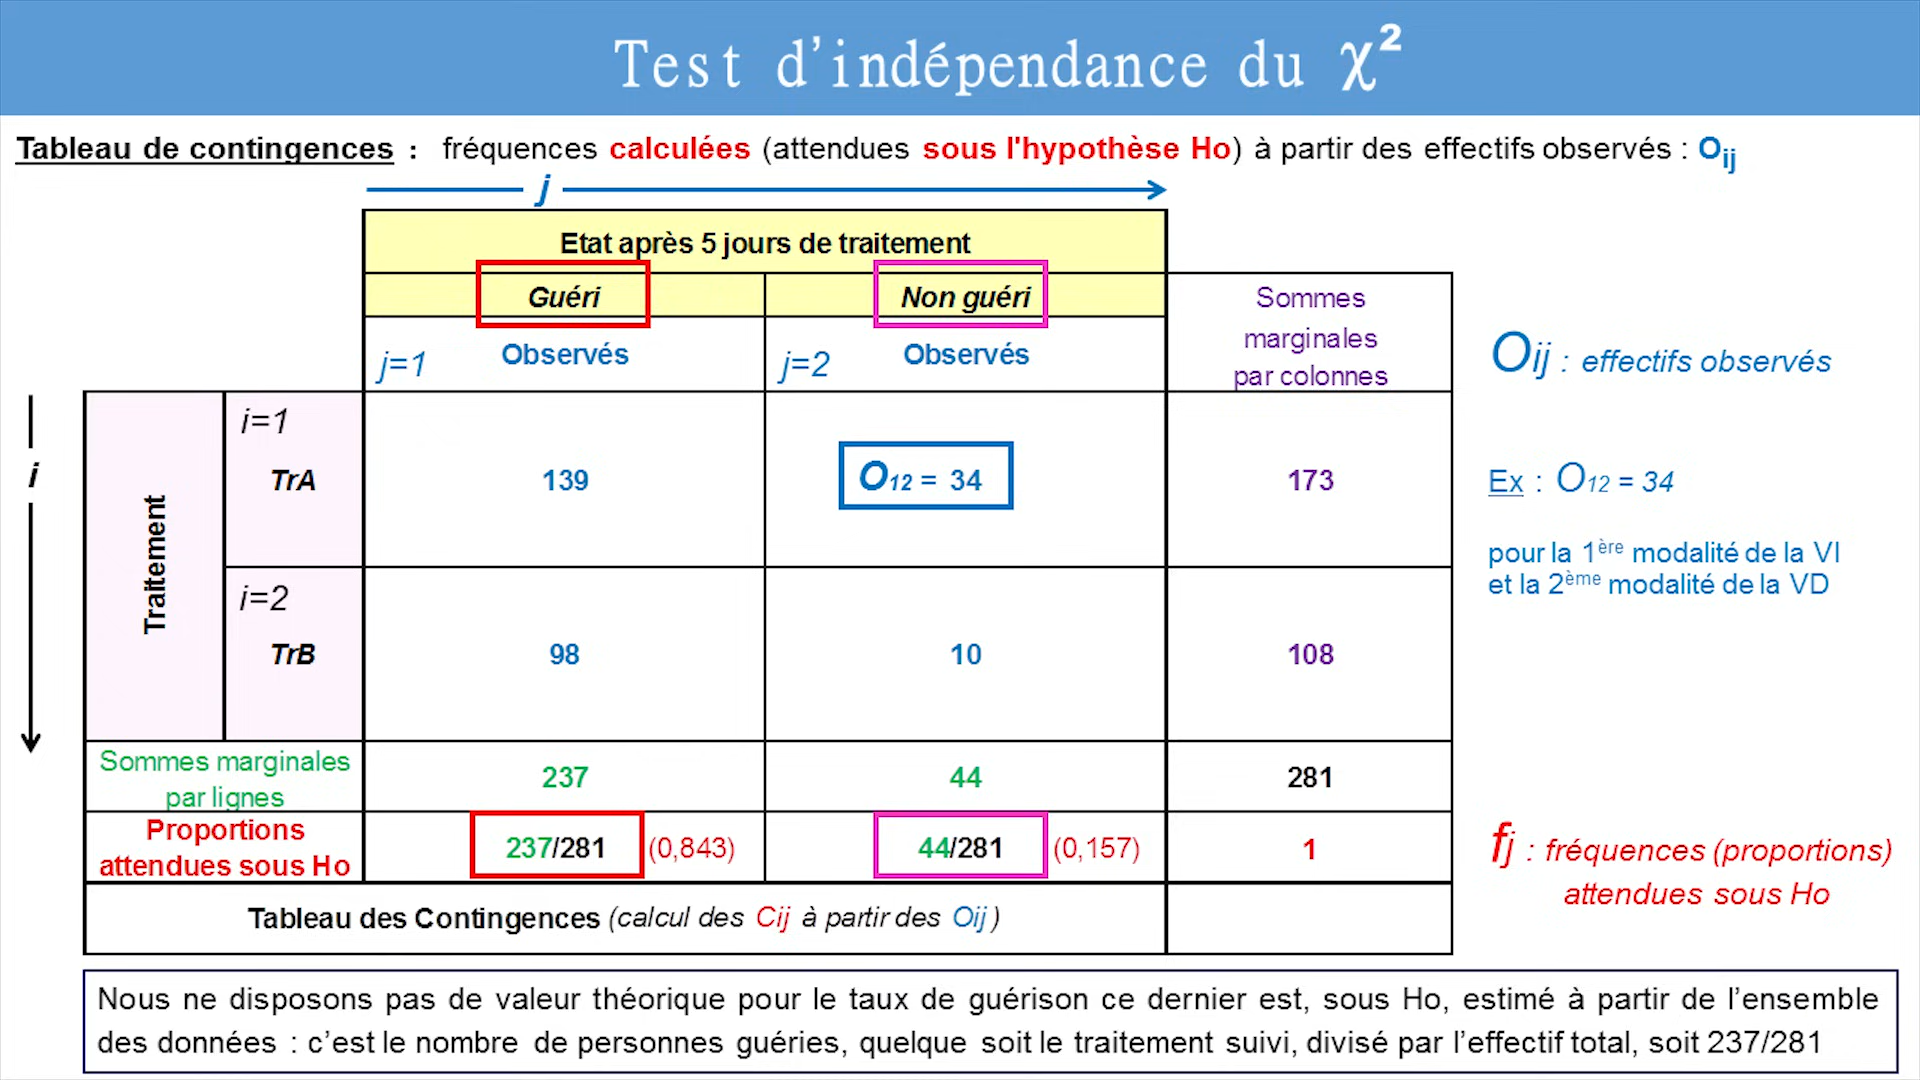 Test d'indépendance du χ²
Tableau de contingences : fréquences calculées (attendues sous l'hypothèse Ho) à partir des effectifs observés : Oij
j
Etat après 5 jours de traitement
Guéri
Non guéri
Sommes
marginales
par colonnes
j=1 Observés
j=2 Observés
Oij : effectifs observés
i
Traitement
i=1
TrA
139
O12 = 34
173
Ex : O12 = 34
pour la 1ère modalité de la VI
et la 2ème modalité de la VD
i=2
TrB
98
10
108
Sommes marginales
par lignes
237
44
281
Proportions
attendues sous Ho
237/281 (0,843)
44/281 (0,157)
1
fj : fréquences (proportions)
attendues sous Ho
Tableau des Contingences (calcul des Cij à partir des Oij )
Nous ne disposons pas de valeur théorique pour le taux de guérison ce dernier est, sous Ho, estimé à partir de l’ensemble
des données : c’est le nombre de personnes guéries, quelque soit le traitement suivi, divisé par l’effectif total, soit 237/281